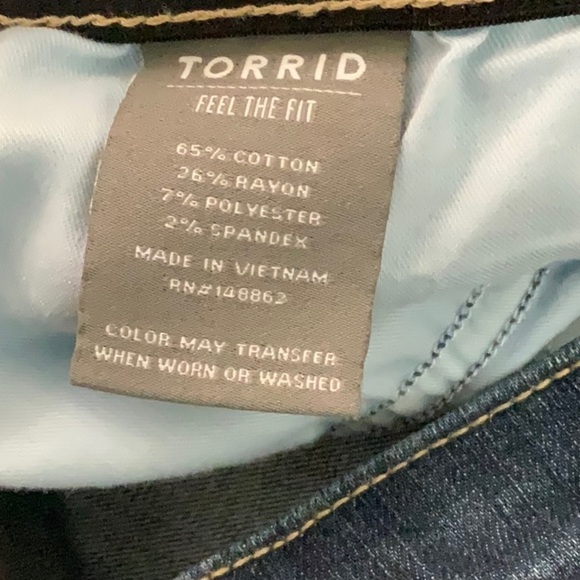 TORRID
FEEL THE FIT
65% COTTON
26% RAYON
7% POLYESTER
2% SPANDEX
MADE IN VIETNAM
RN#148862
COLOR MAY TRANSFER
WHEN WORN OR WASHED